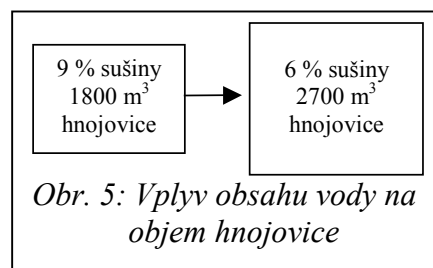 9 % sušiny
1800 m³
hnojovice
6 % sušiny
2700 m³
hnojovice
Obr. 5: Vplyv obsahu vody na
objem hnojovice